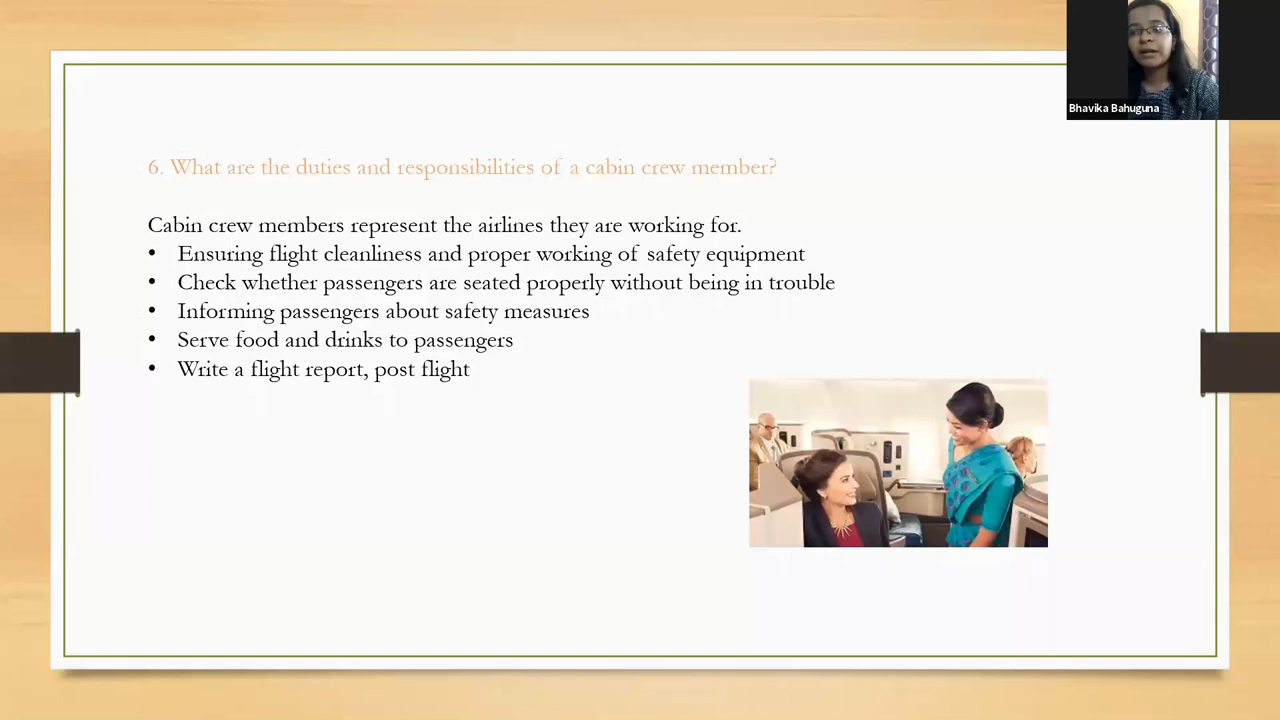 Bhavika Bahuguna
6. What are the duties and responsibilities of a cabin crew member?
Cabin crew members represent the airlines they are working for.
• Ensuring flight cleanliness and proper working of safety equipment
• Check whether passengers are seated properly without being in trouble
• Informing passengers about safety measures
• Serve food and drinks to passengers
• Write a flight report, post flight